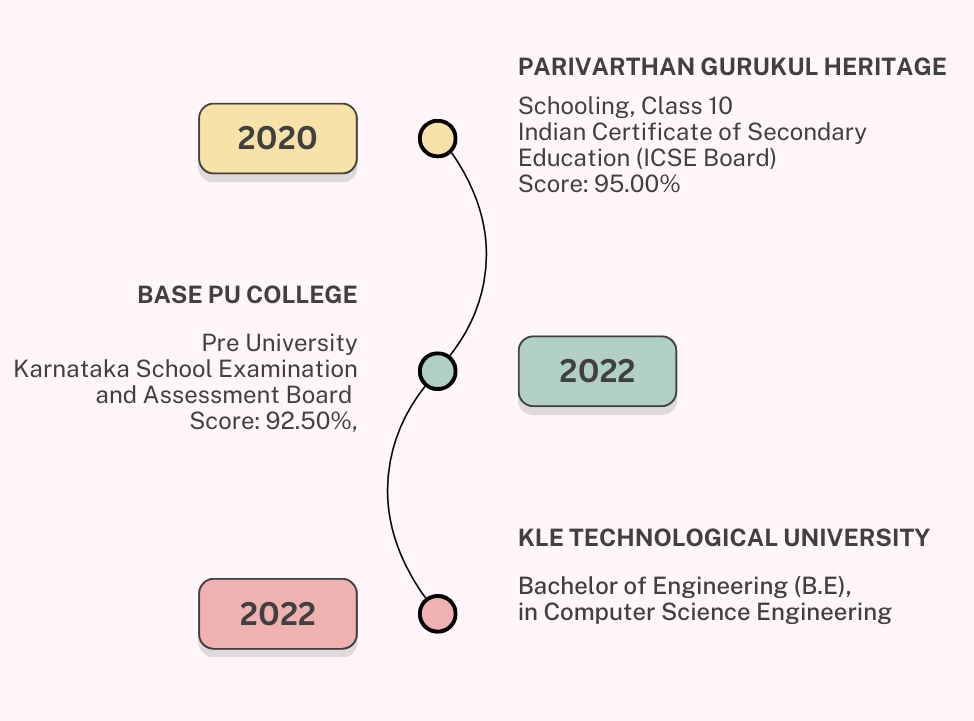 PARIVARTHAN GURUKUL HERITAGE
2020
Schooling, Class 10
Indian Certificate of Secondary
Education (ICSE Board)
Score: 95.00%
BASE PU COLLEGE
Pre University
Karnataka School Examination
and Assessment Board
Score: 92.50%,
2022
KLE TECHNOLOGICAL UNIVERSITY
2022
Bachelor of Engineering (B.E),
in Computer Science Engineering